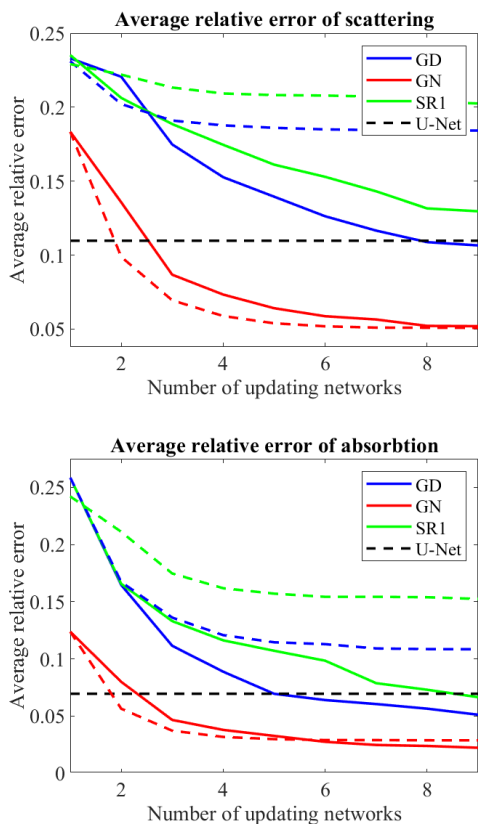 Average relative error of scattering
0.25
0.2
0.15
0.1
0.05
Average relative error
GD
GN
SR1
U-Net
2 4 6 8
Number of updating networks
Average relative error of absorbtion
0.25
0.2
0.15
0.1
0.05
0
Average relative error
GD
GN
SR1
U-Net
2 4 6 8
Number of updating networks